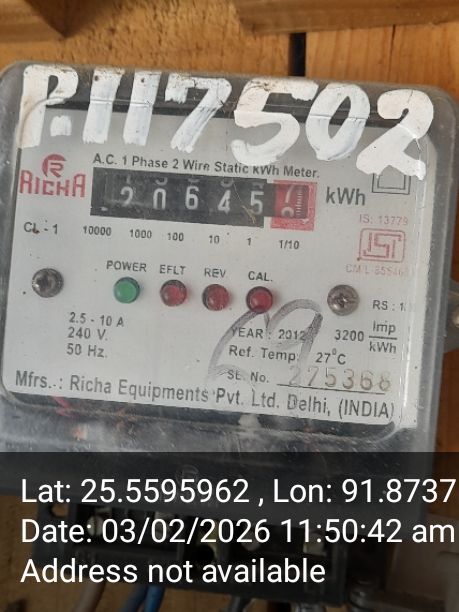 P.117502
A.C. 1 Phase 2 Wire Static kWh Meter.
RICHA
20645 kWh
IS: 13779
CL - 1 10000 1000 100 10 1 1/10
ISI
POWER EFLT REV. CAL.
2.5 - 10 A
240 V.
50 Hz.
YEAR: 2012 3200 Imp/kWh
Ref. Temp. 27°C
SE. No. 275368
Mfrs. : Richa Equipments Pvt. Ltd. Delhi, (INDIA)
Lat: 25.5595962 , Lon: 91.8737
Date: 03/02/2026 11:50:42 am
Address not available